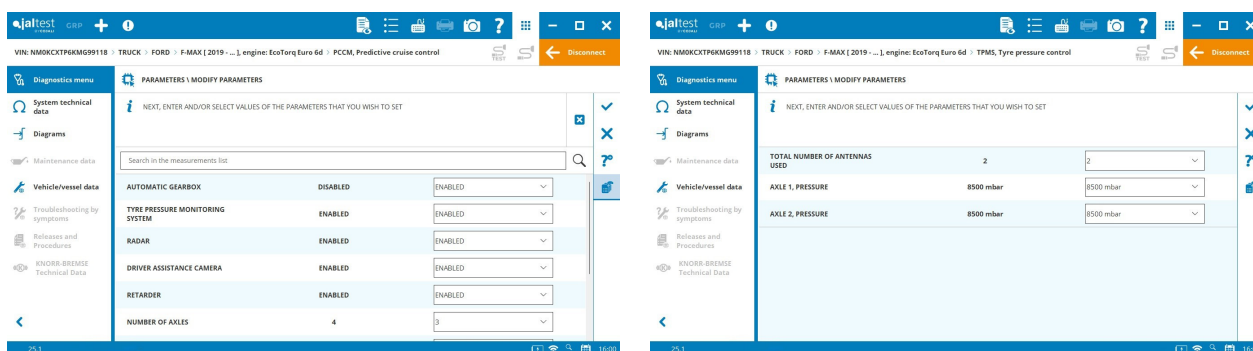 jaltest GRP
VIN: NM0KCXTP6KMG99118 > TRUCK > FORD > F-MAX [ 2019 - ... ], engine: EcoTorq Euro 6d > PCCM, Predictive cruise control
TEST
Disconnect
Diagnostics menu
System technical data
Diagrams
Maintenance data
Vehicle/vessel data
Troubleshooting by symptoms
Releases and Procedures
KNORR-BREMSE Technical Data
PARAMETERS \ MODIFY PARAMETERS
NEXT, ENTER AND/OR SELECT VALUES OF THE PARAMETERS THAT YOU WISH TO SET
Search in the measurements list
AUTOMATIC GEARBOX DISABLED ENABLED
TYRE PRESSURE MONITORING SYSTEM ENABLED ENABLED
RADAR ENABLED ENABLED
DRIVER ASSISTANCE CAMERA ENABLED ENABLED
RETARDER ENABLED ENABLED
NUMBER OF AXLES 4 3
25.1 16:00
jaltest GRP
VIN: NM0KCXTP6KMG99118 > TRUCK > FORD > F-MAX [ 2019 - ... ], engine: EcoTorq Euro 6d > TPMS, Tyre pressure control
TEST
Disconnect
Diagnostics menu
System technical data
Diagrams
Maintenance data
Vehicle/vessel data
Troubleshooting by symptoms
Releases and Procedures
KNORR-BREMSE Technical Data
PARAMETERS \ MODIFY PARAMETERS
NEXT, ENTER AND/OR SELECT VALUES OF THE PARAMETERS THAT YOU WISH TO SET
TOTAL NUMBER OF ANTENNAS USED 2 2
AXLE 1, PRESSURE 8500 mbar 8500 mbar
AXLE 2, PRESSURE 8500 mbar 8500 mbar
25.1